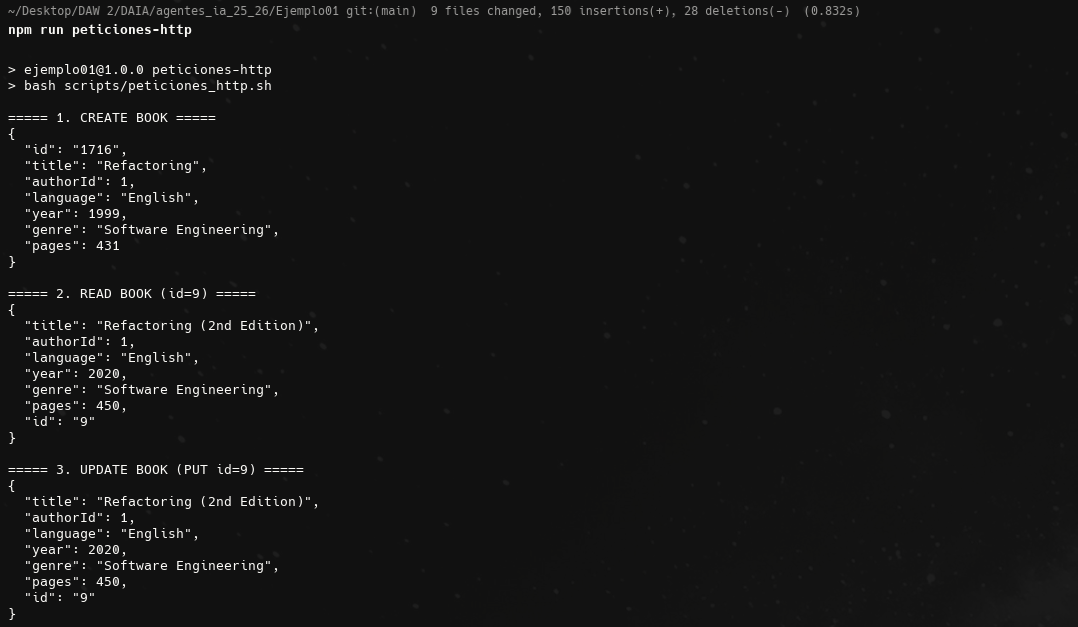 ~/Desktop/DAW 2/DAIA/agentes_ia_25_26/Ejemplo01 git:(main)  9 files changed, 150 insertions(+), 28 deletions(-)  (0.832s)
npm run peticiones-http
> ejemplo01@1.0.0 peticiones-http
> bash scripts/peticiones_http.sh
===== 1. CREATE BOOK =====
{
  "id": "1716",
  "title": "Refactoring",
  "authorId": 1,
  "language": "English",
  "year": 1999,
  "genre": "Software Engineering",
  "pages": 431
}
===== 2. READ BOOK (id=9) =====
{
  "title": "Refactoring (2nd Edition)",
  "authorId": 1,
  "language": "English",
  "year": 2020,
  "genre": "Software Engineering",
  "pages": 450,
  "id": "9"
}
===== 3. UPDATE BOOK (PUT id=9) =====
{
  "title": "Refactoring (2nd Edition)",
  "authorId": 1,
  "language": "English",
  "year": 2020,
  "genre": "Software Engineering",
  "pages": 450,
  "id": "9"
}